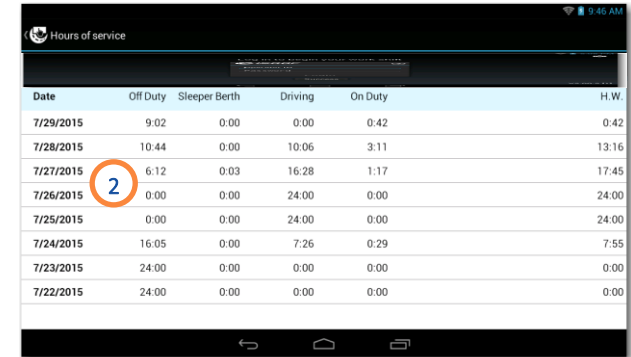 9:46 AM
Hours of service
Date Off Duty Sleeper Berth Driving On Duty H.W.
7/29/2015 9:02 0:00 0:00 0:42 0:42
7/28/2015 10:44 0:00 10:06 3:11 13:16
7/27/2015 6:12 0:03 16:28 1:17 17:45
2
7/26/2015 0:00 0:00 24:00 0:00 24:00
7/25/2015 0:00 0:00 24:00 0:00 24:00
7/24/2015 16:05 0:00 7:26 0:29 7:55
7/23/2015 24:00 0:00 0:00 0:00 0:00
7/22/2015 24:00 0:00 0:00 0:00 0:00